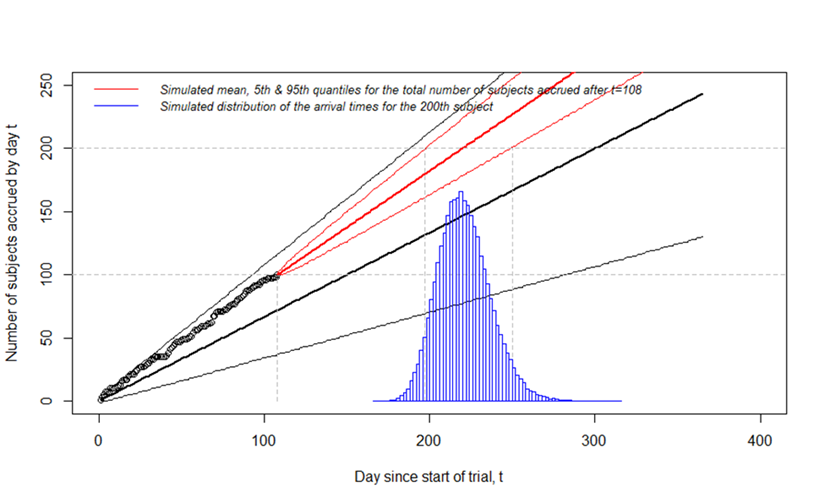 Simulated mean, 5th & 95th quantiles for the total number of subjects accrued after t=108
Simulated distribution of the arrival times for the 200th subject
Number of subjects accrued by day t
250
200
150
100
50
0
0 100 200 300 400
Day since start of trial, t